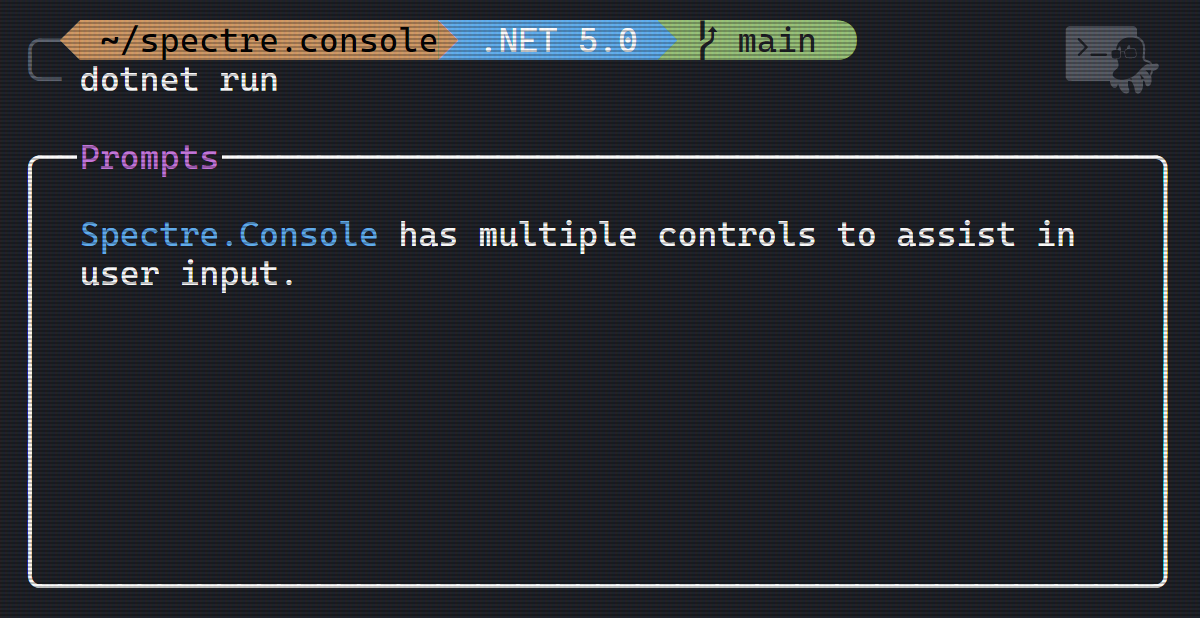 ~/spectre.console .NET 5.0 main
dotnet run
Prompts
Spectre.Console has multiple controls to assist in
user input.